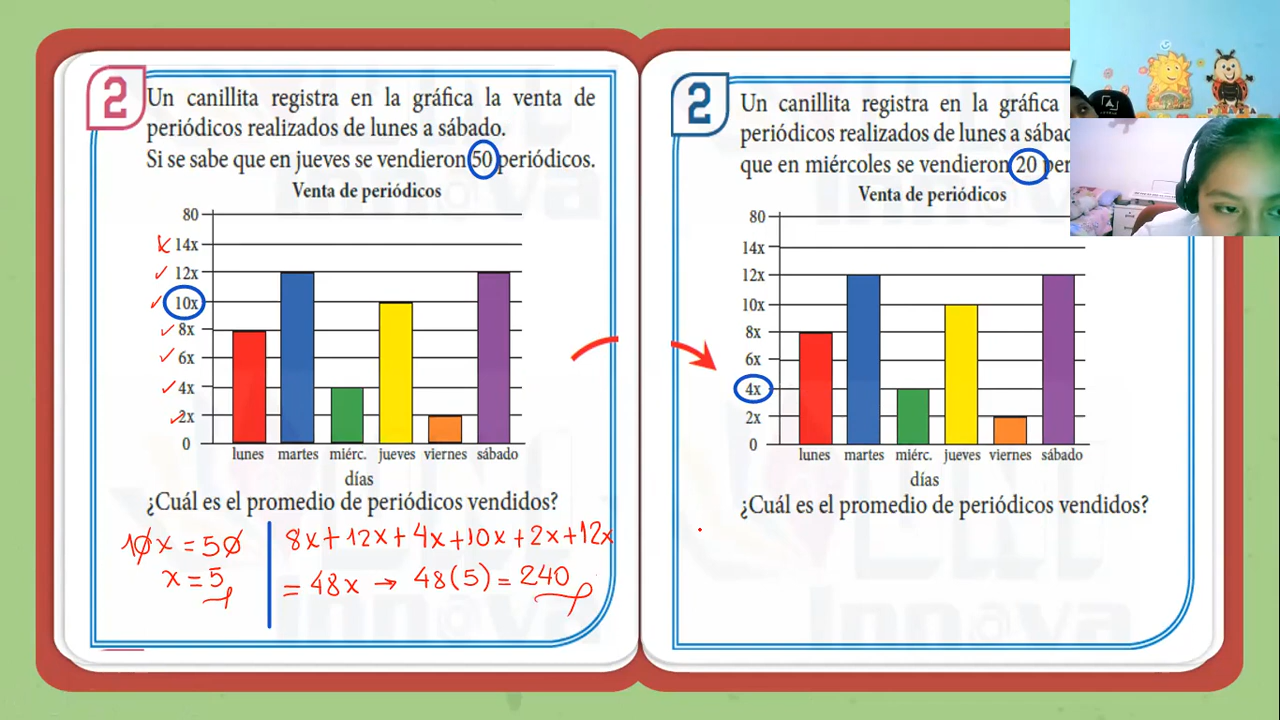 2
Un canillita registra en la gráfica la venta de
periódicos realizados de lunes a sábado.
Si se sabe que en jueves se vendieron 50 periódicos.
Venta de periódicos
80
14x
12x
10x
8x
6x
4x
2x
0
lunes martes miérc. jueves viernes sábado
días
¿Cuál es el promedio de periódicos vendidos?
10x = 50
x = 5
8x + 12x + 4x + 10x + 2x + 12x
= 48x → 48(5) = 240
2
Un canillita registra en la gráfica
periódicos realizados de lunes a
que en miércoles se vendieron 20
Venta de periódicos
80
14x
12x
10x
8x
6x
4x
2x
0
lunes martes miérc. jueves viernes sábado
días
¿Cuál es el promedio de periódicos vendidos?
Innova